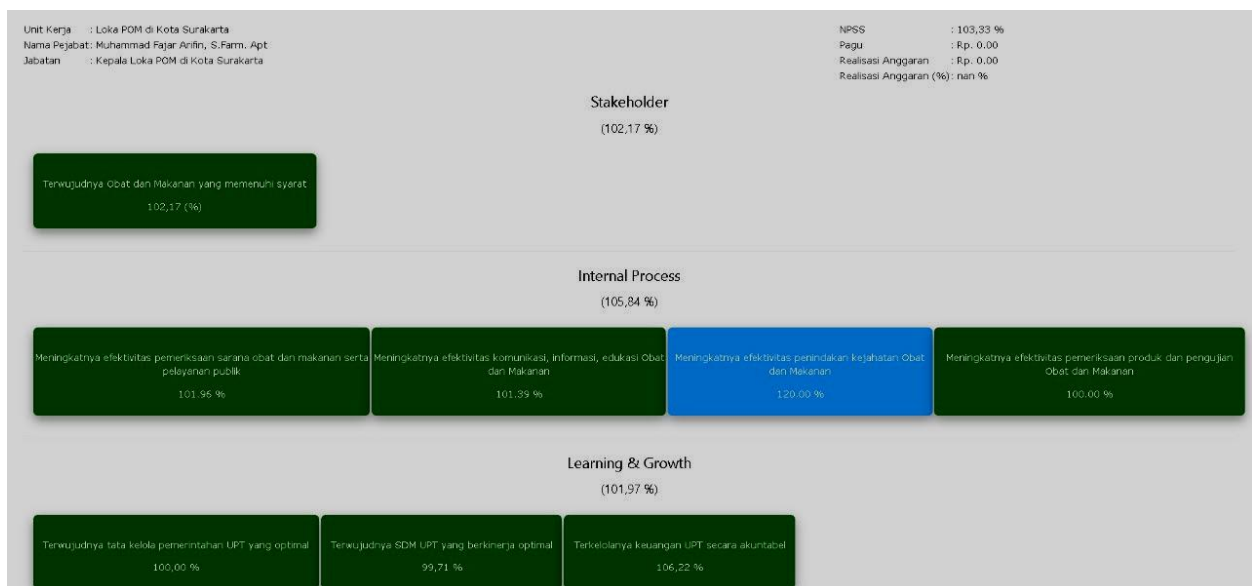 Unit Kerja : Loka POM di Kota Surakarta
Nama Pejabat: Muhammad Fajar Arifin, S.Farm. Apt
Jabatan : Kepala Loka POM di Kota Surakarta
NPSS : 103,33 %
Pagu : Rp. 0.00
Realisasi Anggaran : Rp. 0.00
Realisasi Anggaran (%) : nan %
Stakeholder
(102,17 %)
Terwujudnya Obat dan Makanan yang memenuhi syarat
102,17 (%)
Internal Process
(105,84 %)
Meningkatnya efektivitas pemeriksaan sarana obat dan makanan serta
pelayanan publik
101.96 %
Meningkatnya efektivitas komunikasi, informasi, edukasi Obat
dan Makanan
101.39 %
Meningkatnya efektivitas penindakan kejahatan Obat
dan Makanan
120.00 %
Meningkatnya efektivitas pemeriksaan produk dan pengujian
Obat dan Makanan
100.00 %
Learning & Growth
(101,97 %)
Terwujudnya tata kelola pemerintahan UPT yang optimal
100,00 %
Terwujudnya SDM UPT yang berkinerja optimal
99,71 %
Terkelolanya keuangan UPT secara akuntabel
106,22 %